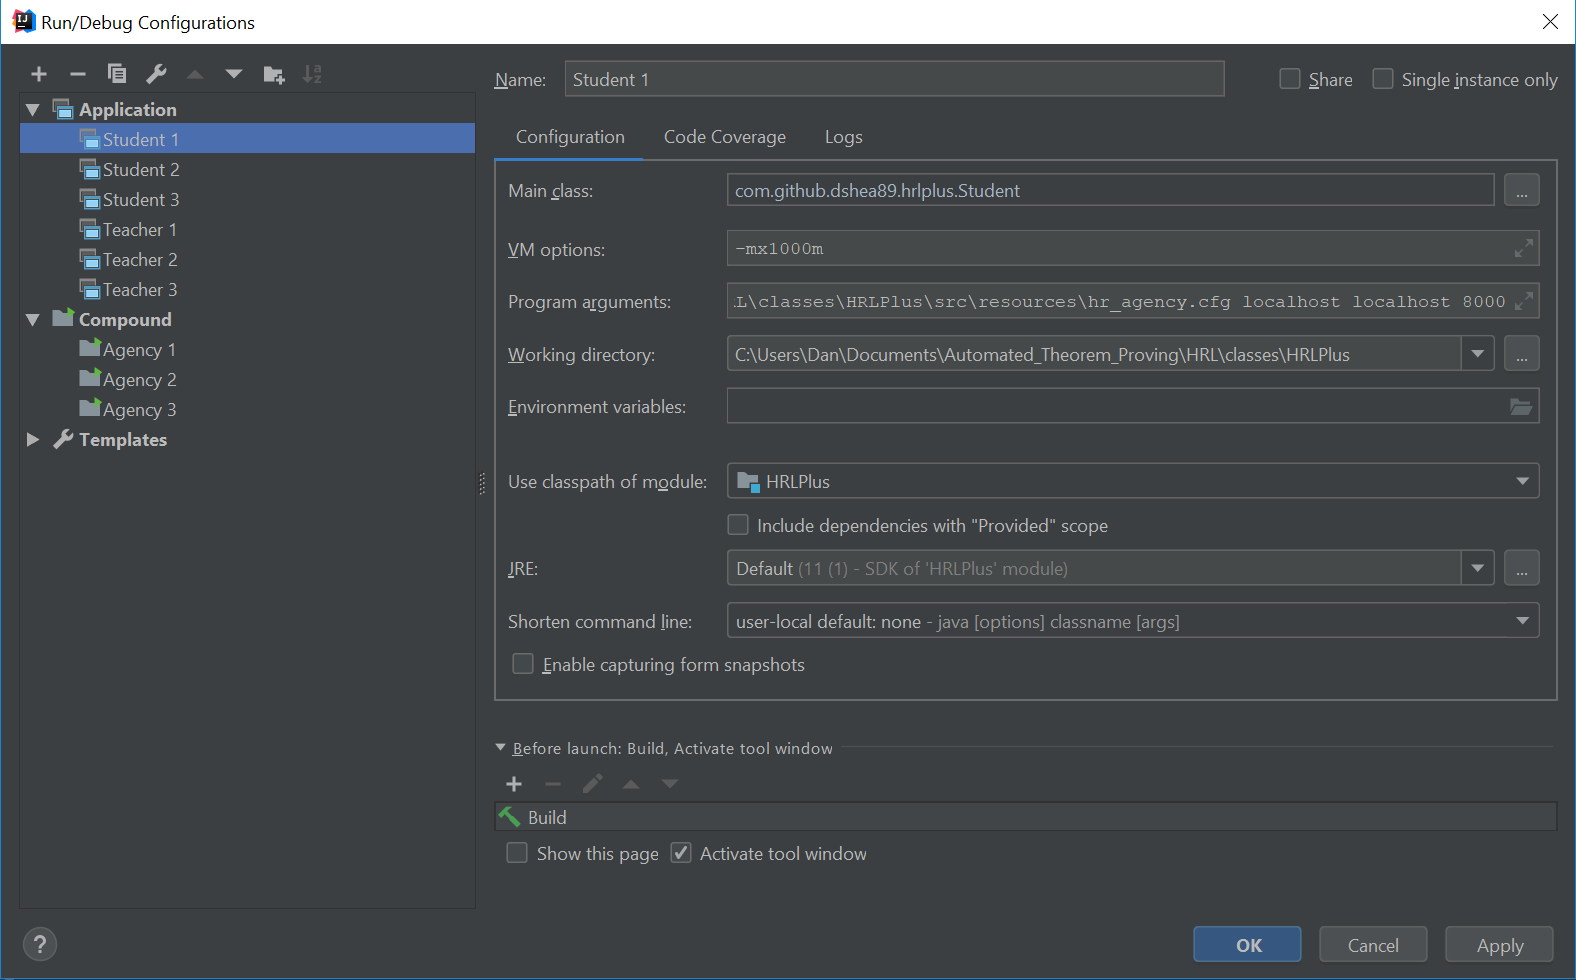 Run/Debug Configurations
Application
Student 1
Student 2
Student 3
Teacher 1
Teacher 2
Teacher 3
Compound
Agency 1
Agency 2
Agency 3
Templates
Name: Student 1 Share Single instance only
Configuration Code Coverage Logs
Main class: com.github.dshea89.hrlplus.Student ...
VM options: -mx1000m
Program arguments: L\classes\HRLPlus\src\resources\hr_agency.cfg localhost localhost 8000
Working directory: C:\Users\Dan\Documents\Automated_Theorem_Proving\HRL\classes\HRLPlus ...
Environment variables:
Use classpath of module: HRLPlus
Include dependencies with "Provided" scope
JRE: Default (11 (1) - SDK of 'HRLPlus' module) ...
Shorten command line: user-local default: none - java [options] classname [args]
Enable capturing form snapshots
Before launch: Build, Activate tool window
Build
Show this page Activate tool window
? OK Cancel Apply